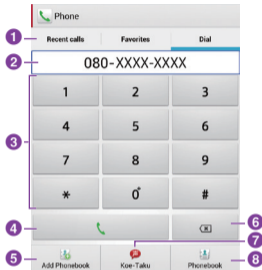 Phone
1 Recent calls Favorites Dial
2 080-XXXX-XXXX
3
1 2 3
4 5 6
7 8 9
* 0 #
4 6
7
5 Add Phonebook Koe-Taku Phonebook 8